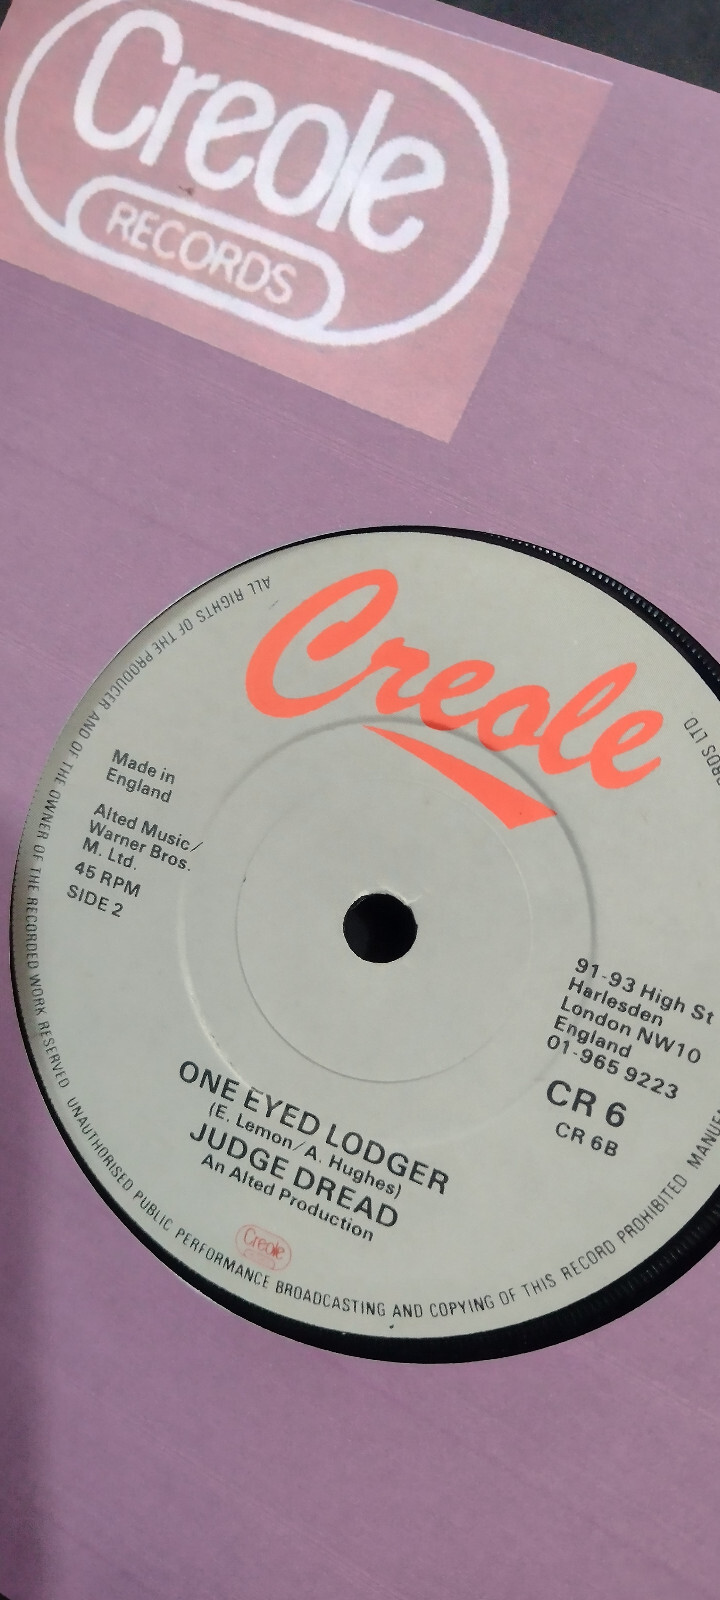 Creole
RECORDS
Creole
ALL RIGHTS OF THE PRODUCER AND OF THE OWNER OF THE RECORDED WORK RESERVED UNAUTHORISED PUBLIC PERFORMANCE BROADCASTING AND COPYING OF THIS RECORD PROHIBITED
BROS LTD
Made in
England
Alted Music/
Warner Bros.
M. Ltd.
45 RPM
SIDE 2
91-93 High St
Harlesden
London NW10
England
01-965 9223
CR 6
CR 6B
ONE EYED LODGER
(E. Lemon/A. Hughes)
JUDGE DREAD
An Alted Production
Creole